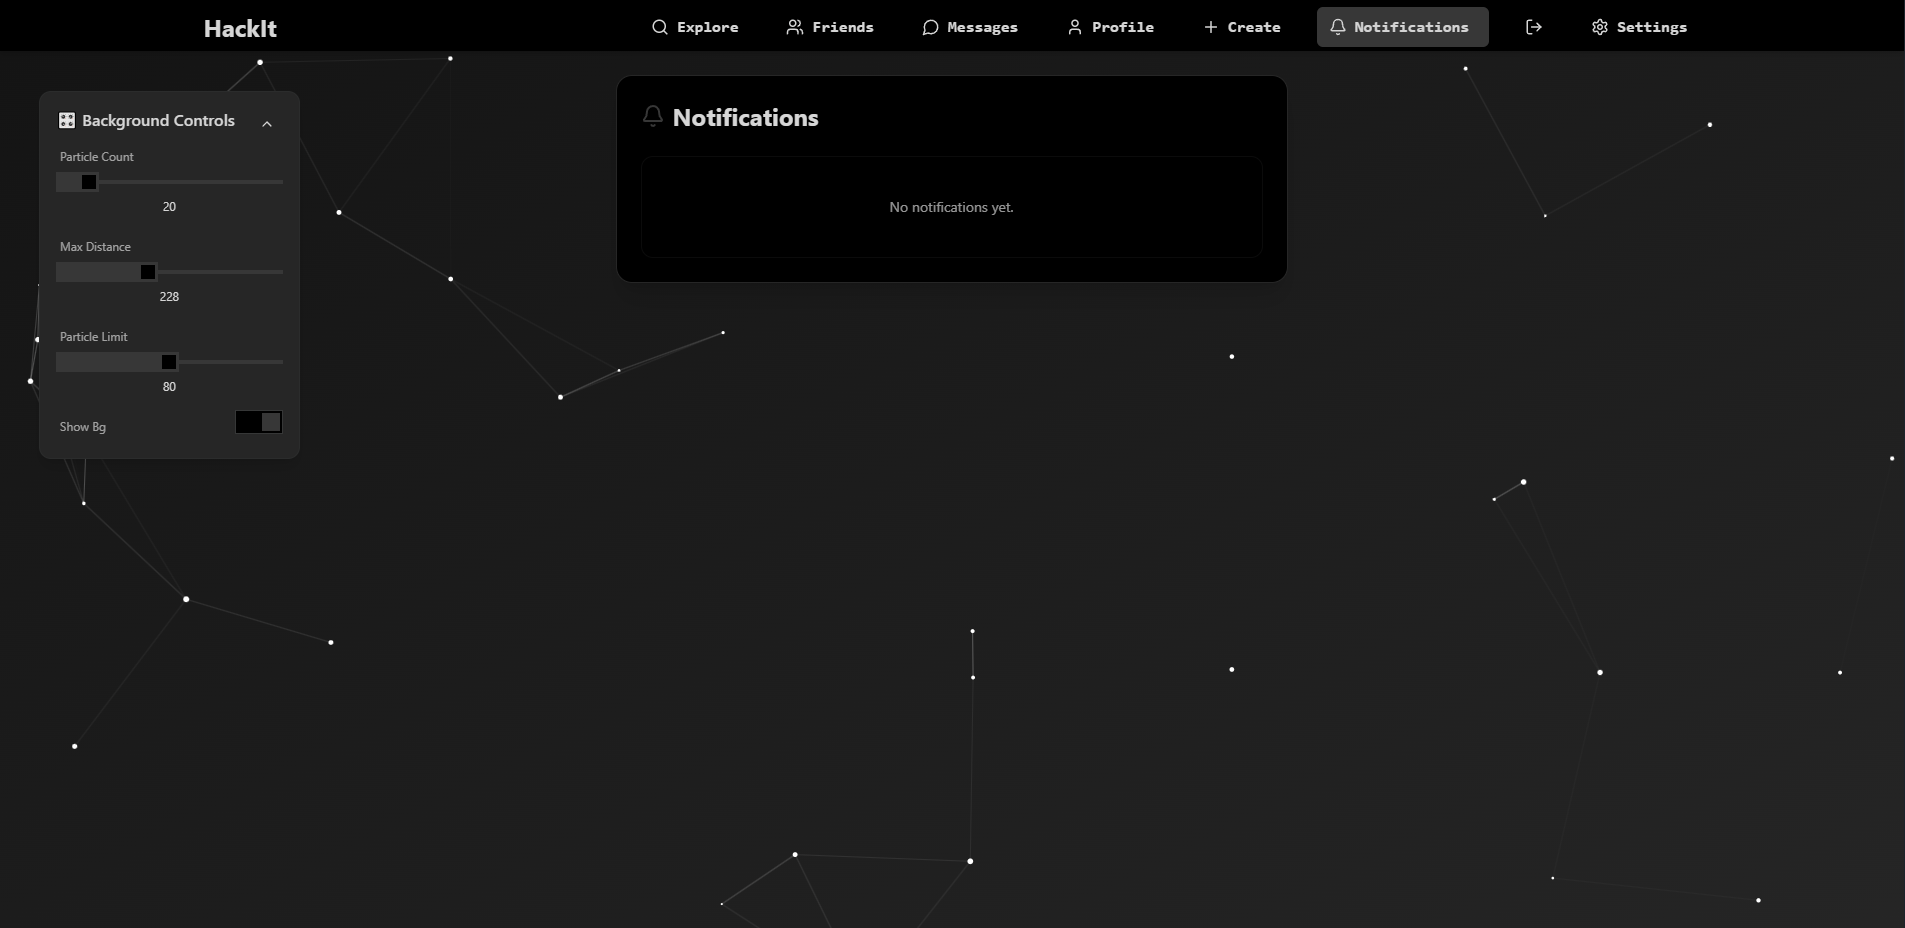 HackIt
Explore
Friends
Messages
Profile
Create
Notifications
Settings
Background Controls
Particle Count
20
Max Distance
228
Particle Limit
80
Show Bg
Notifications
No notifications yet.